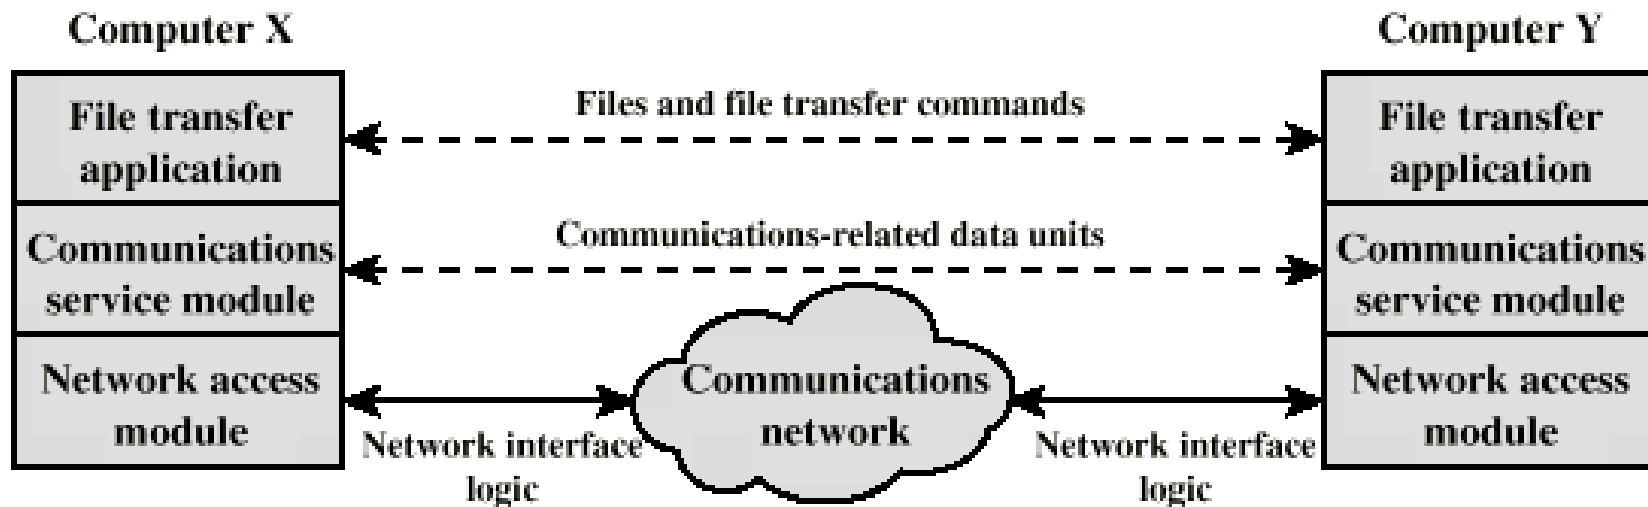 Computer X
Computer Y
File transfer
application
Files and file transfer commands
File transfer
application
Communications
service module
Communications-related data units
Communications
service module
Network access
module
Network interface
logic
Communications
network
Network interface
logic
Network access
module